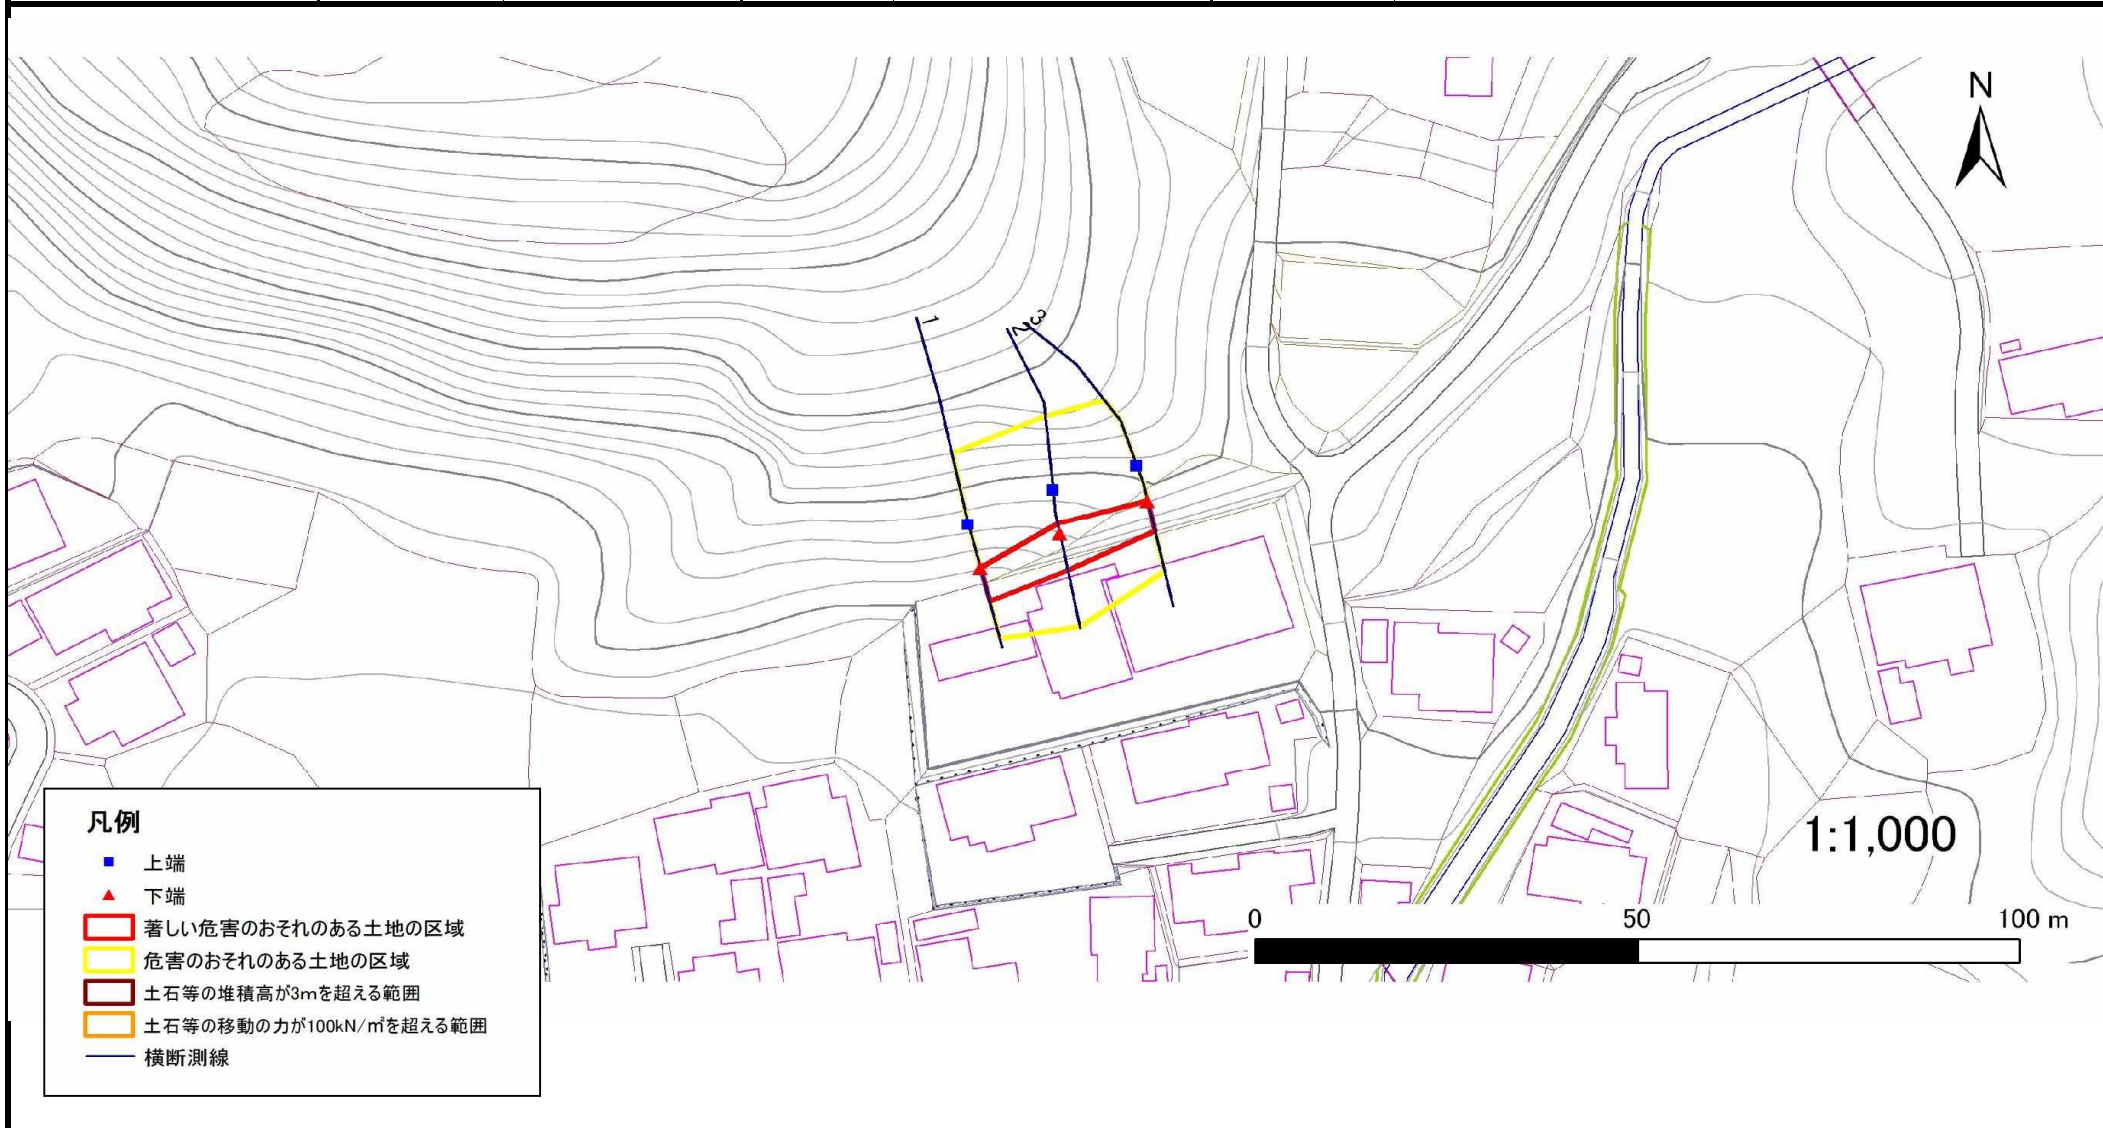 N
1
2
3
1:1,000
0 50 100 m
凡例
上端
下端
著しい危害のおそれのある土地の区域
危害のおそれのある土地の区域
土石等の堆積高が3mを超える範囲
土石等の移動の力が100kN/㎡を超える範囲
横断測線